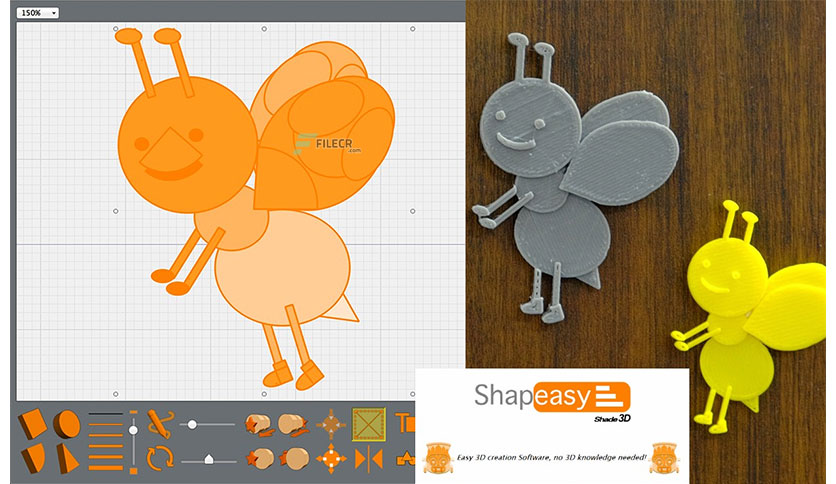 150%
FILECR
.com
T
Shapeasy
Shade3D
Easy 3D creation Software, no 3D knowledge needed!